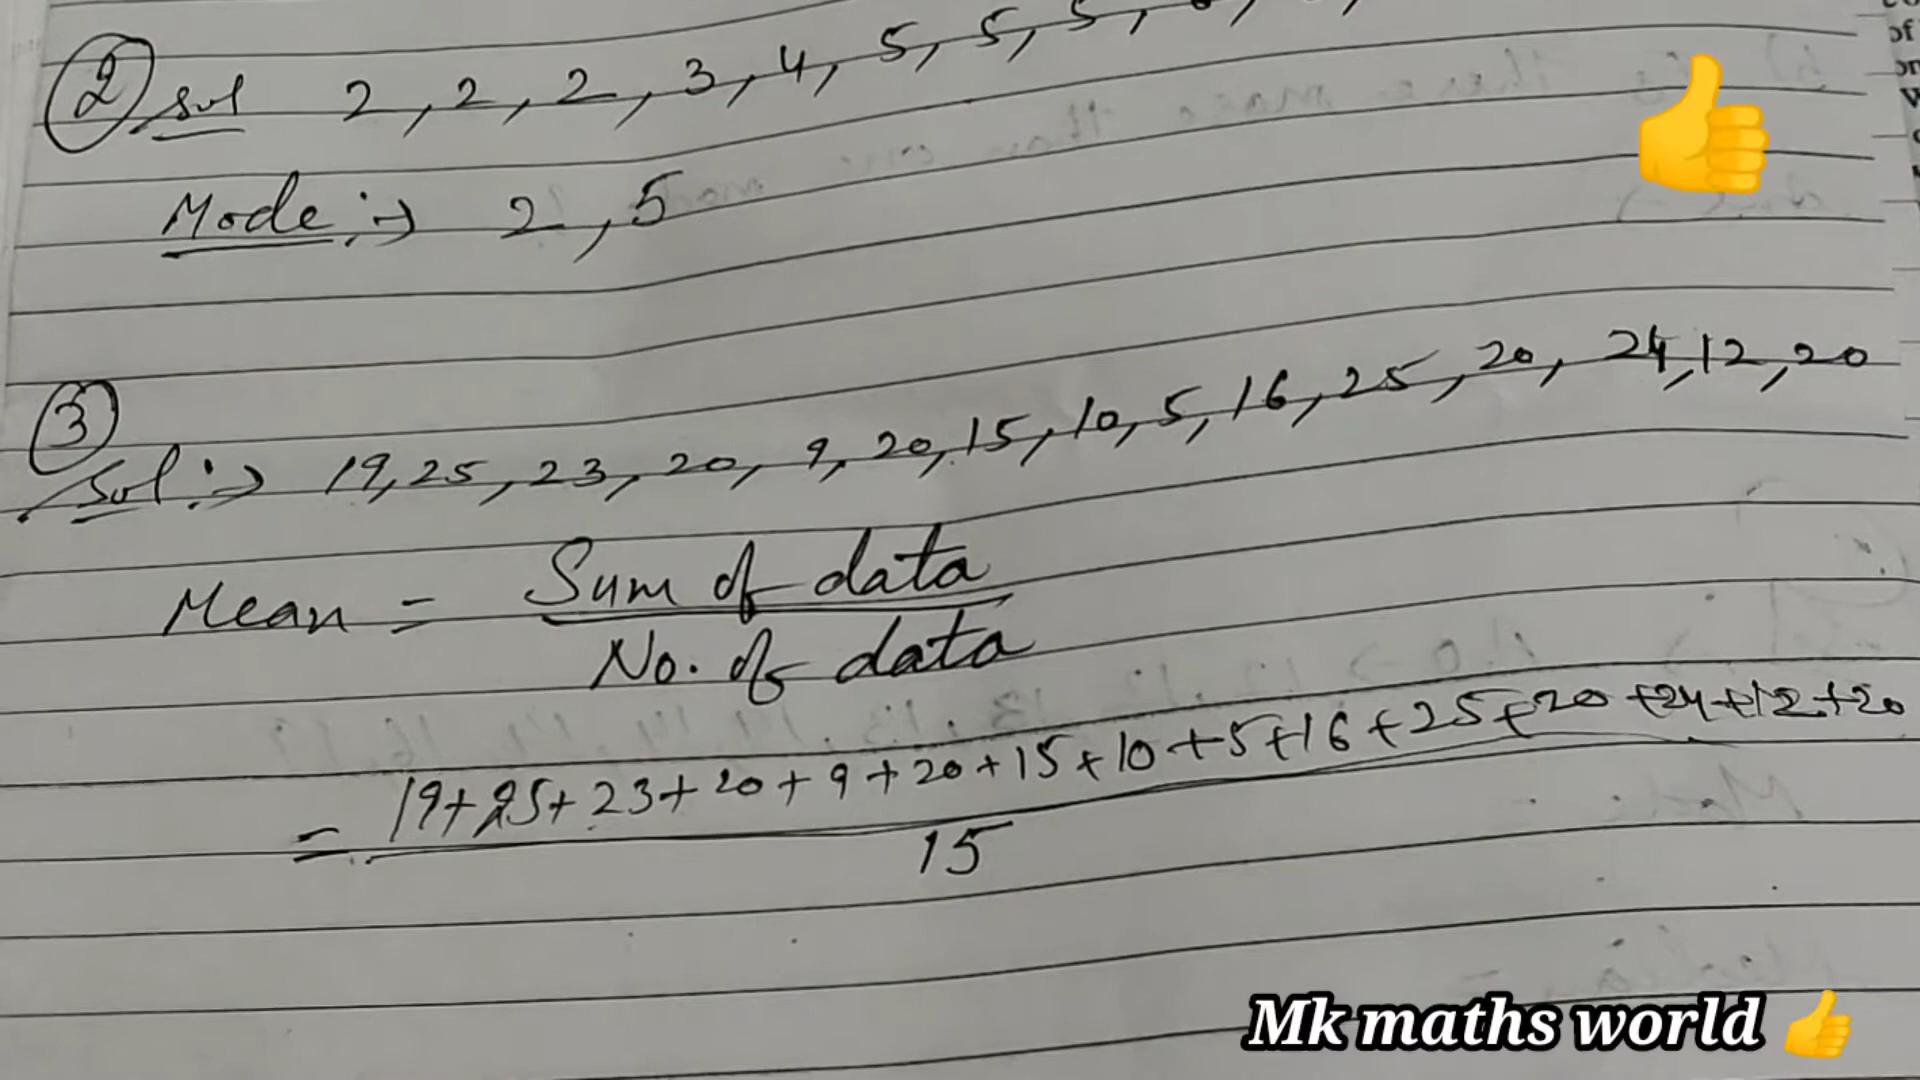 ② Sol 2, 2, 2, 3, 4, 5, 5, 5,
Mode :→ 2, 5
③
Sol :→ 19, 25, 23, 20, 9, 20, 15, 10, 5, 16, 25, 20, 24, 12, 20
Mean = Sum of data
No. of data
= 19+25+23+20+9+20+15+10+5+16+25+20+24+12+20
15
Mk maths world 👍